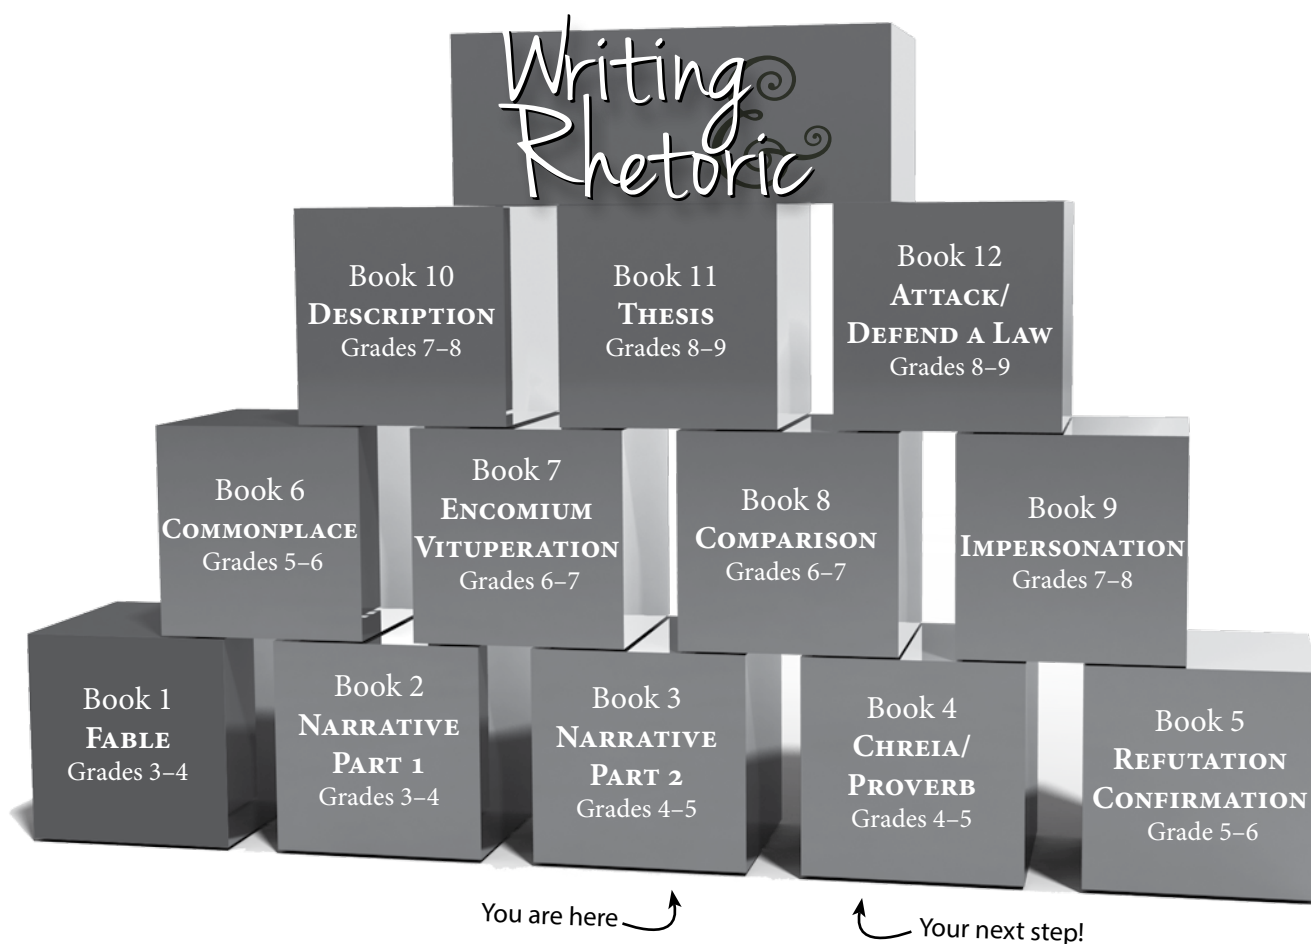 Writing
&
Rhetoric
Book 10
DESCRIPTION
Grades 7–8
Book 11
THESIS
Grades 8–9
Book 12
ATTACK/
DEFEND A LAW
Grades 8–9
Book 6
COMMONPLACE
Grades 5–6
Book 7
ENCOMIUM
VITUPERATION
Grades 6–7
Book 8
COMPARISON
Grades 6–7
Book 9
IMPERSONATION
Grades 7–8
Book 1
FABLE
Grades 3–4
Book 2
NARRATIVE
PART 1
Grades 3–4
Book 3
NARRATIVE
PART 2
Grades 4–5
Book 4
CHREIA/
PROVERB
Grades 4–5
Book 5
REFUTATION
CONFIRMATION
Grade 5–6
You are here
Your next step!